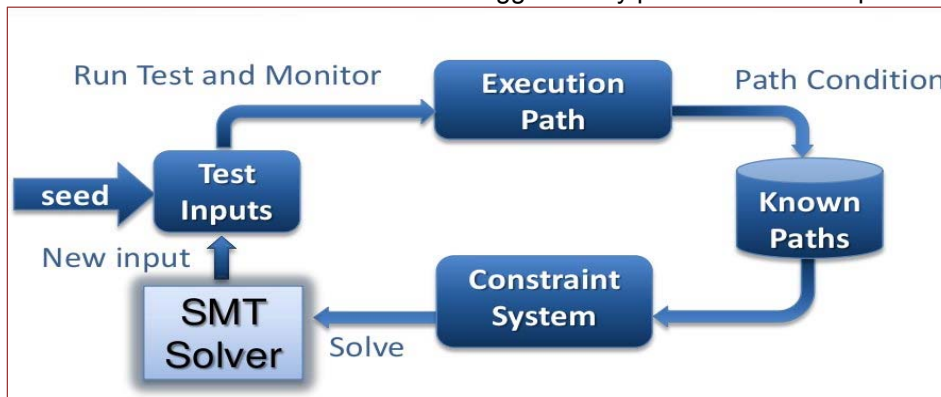 Run Test and Monitor
Execution
Path
Path Condition
seed
Test
Inputs
Known
Paths
New input
Constraint
System
SMT
Solver
Solve